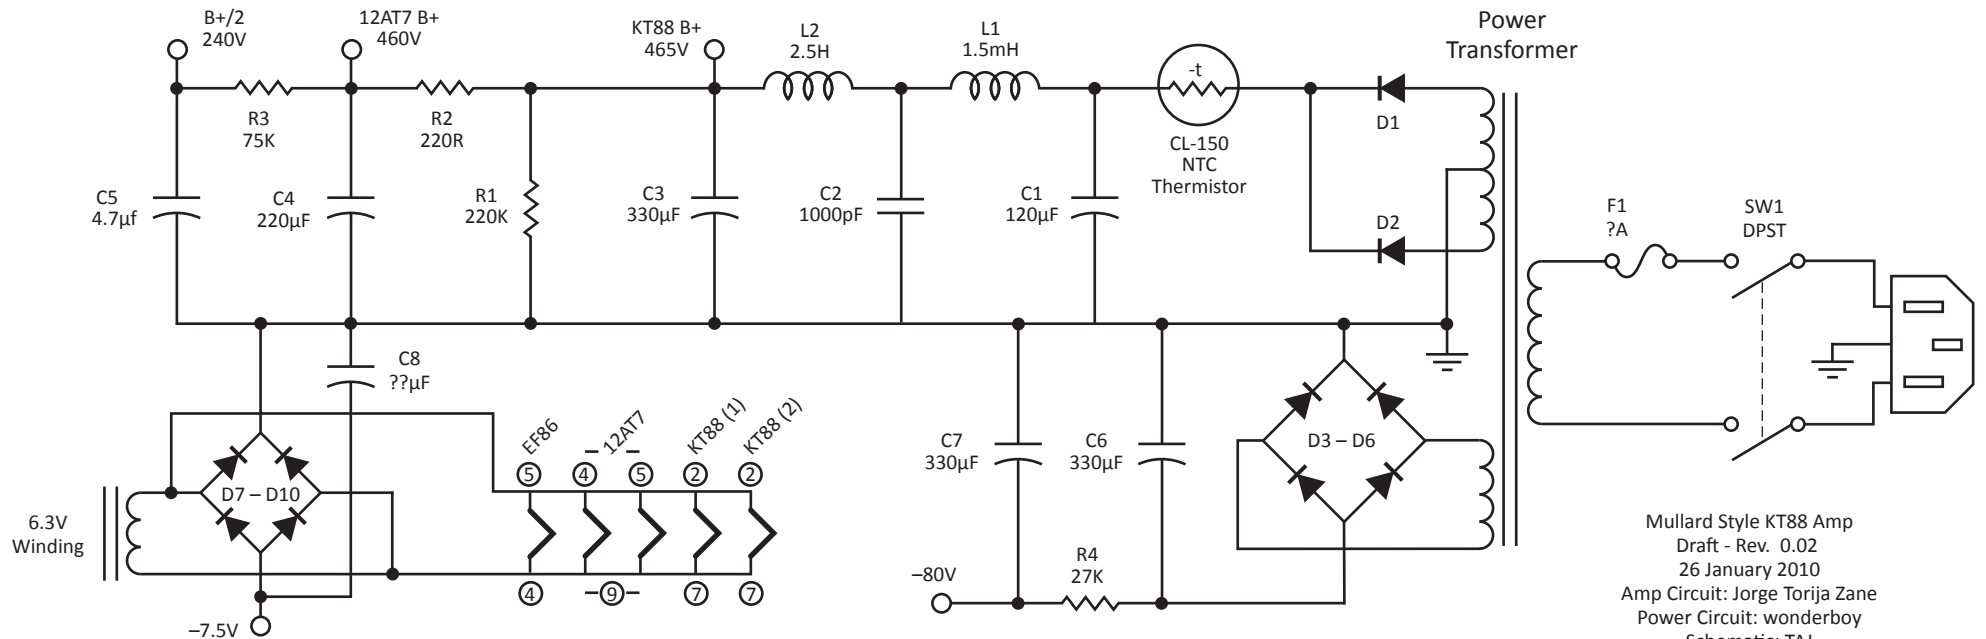 B+/2
240V
12AT7 B+
460V
KT88 B+
465V
L2
2.5H
L1
1.5mH
Power
Transformer
-t
R3
75K
R2
220R
CL-150
NTC
Thermistor
D1
C5
4.7µf
C4
220µF
R1
220K
C3
330µF
C2
1000pF
C1
120µF
D2
F1
?A
SW1
DPST
C8
??µF
EF86
12AT7
KT88 (1)
KT88 (2)
5
4
5
2
2
D7 – D10
6.3V
Winding
4
9
7
7
–7.5V
C7
330µF
C6
330µF
D3 – D6
R4
27K
–80V
Mullard Style KT88 Amp
Draft - Rev. 0.02
26 January 2010
Amp Circuit: Jorge Torija Zane
Power Circuit: wonderboy